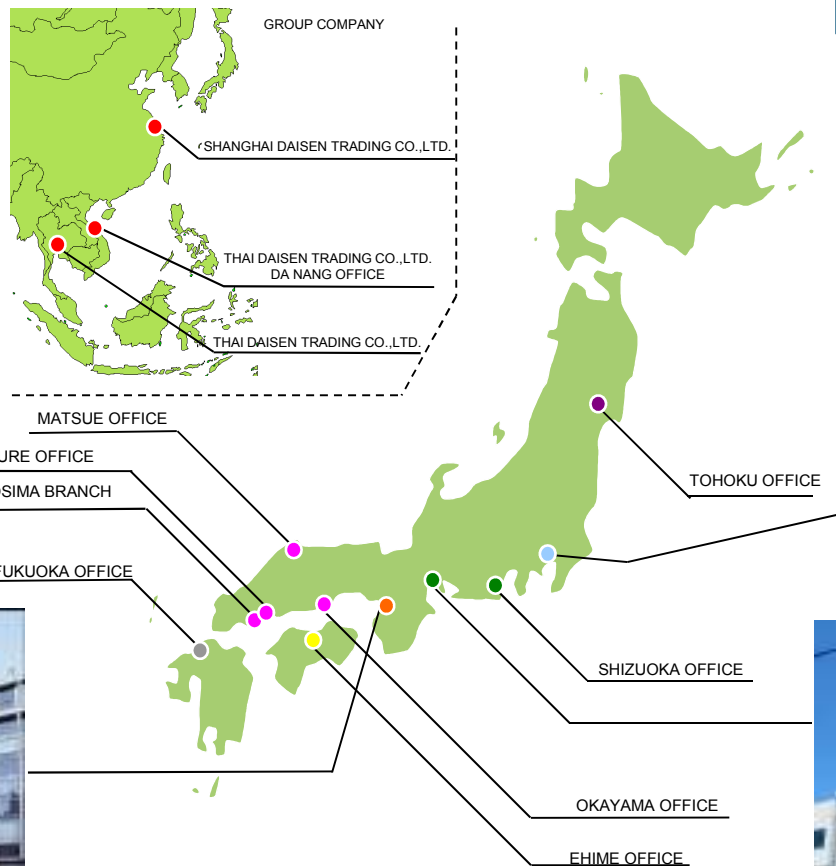 GROUP COMPANY
SHANGHAI DAISEN TRADING CO.,LTD.
THAI DAISEN TRADING CO.,LTD.
DA NANG OFFICE
THAI DAISEN TRADING CO.,LTD.
MATSUE OFFICE
URE OFFICE
SIMA BRANCH
FUKUOKA OFFICE
TOHOKU OFFICE
SHIZUOKA OFFICE
OKAYAMA OFFICE
EHIME OFFICE